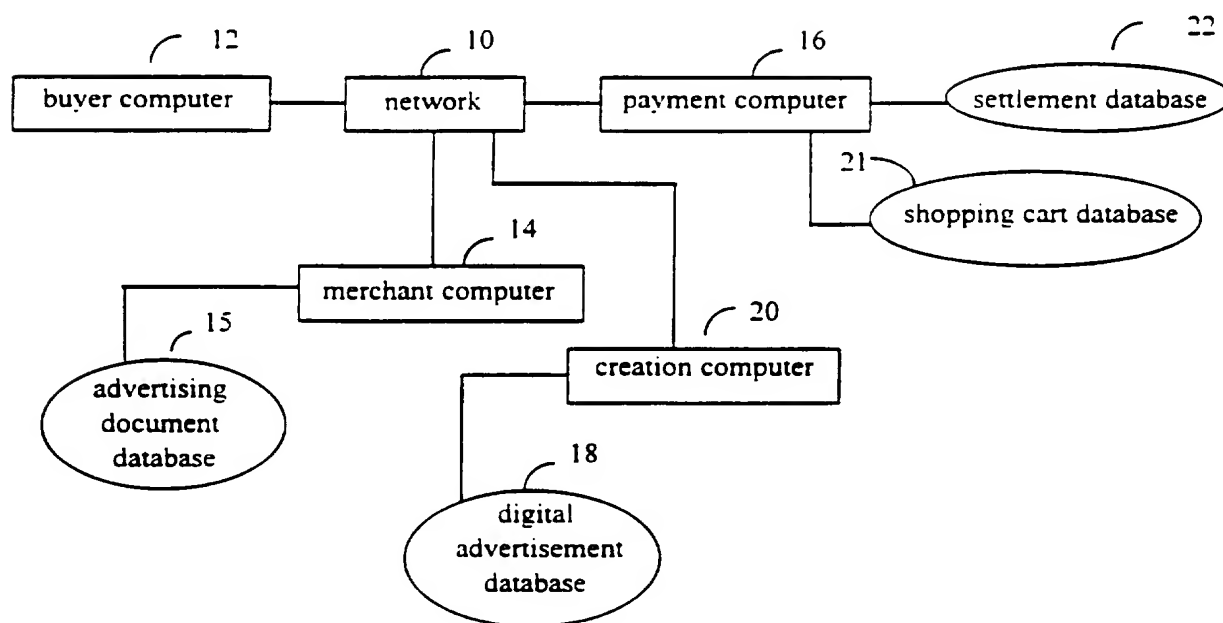 12
10
16
22
buyer computer
network
payment computer
settlement database
21
shopping cart database
14
merchant computer
15
20
advertising
document
database
creation computer
18
digital
advertisement
database